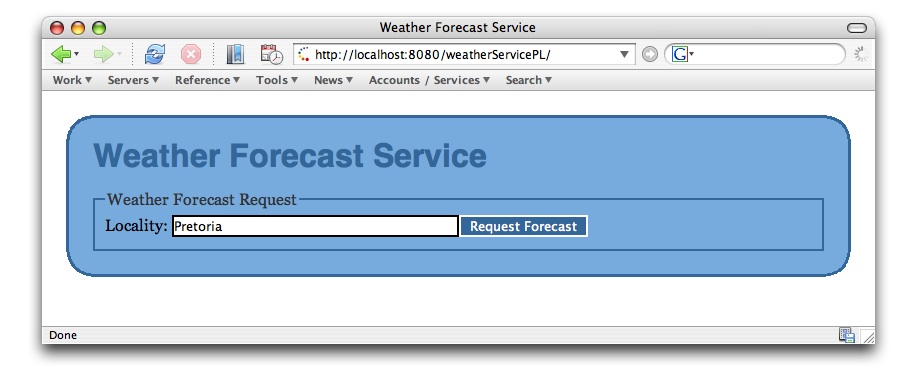 Weather Forecast Service
http://localhost:8080/weatherServicePL/
G
Work Servers Reference Tools News Accounts / Services Search
Weather Forecast Service
Weather Forecast Request
Locality: Pretoria Request Forecast
Done